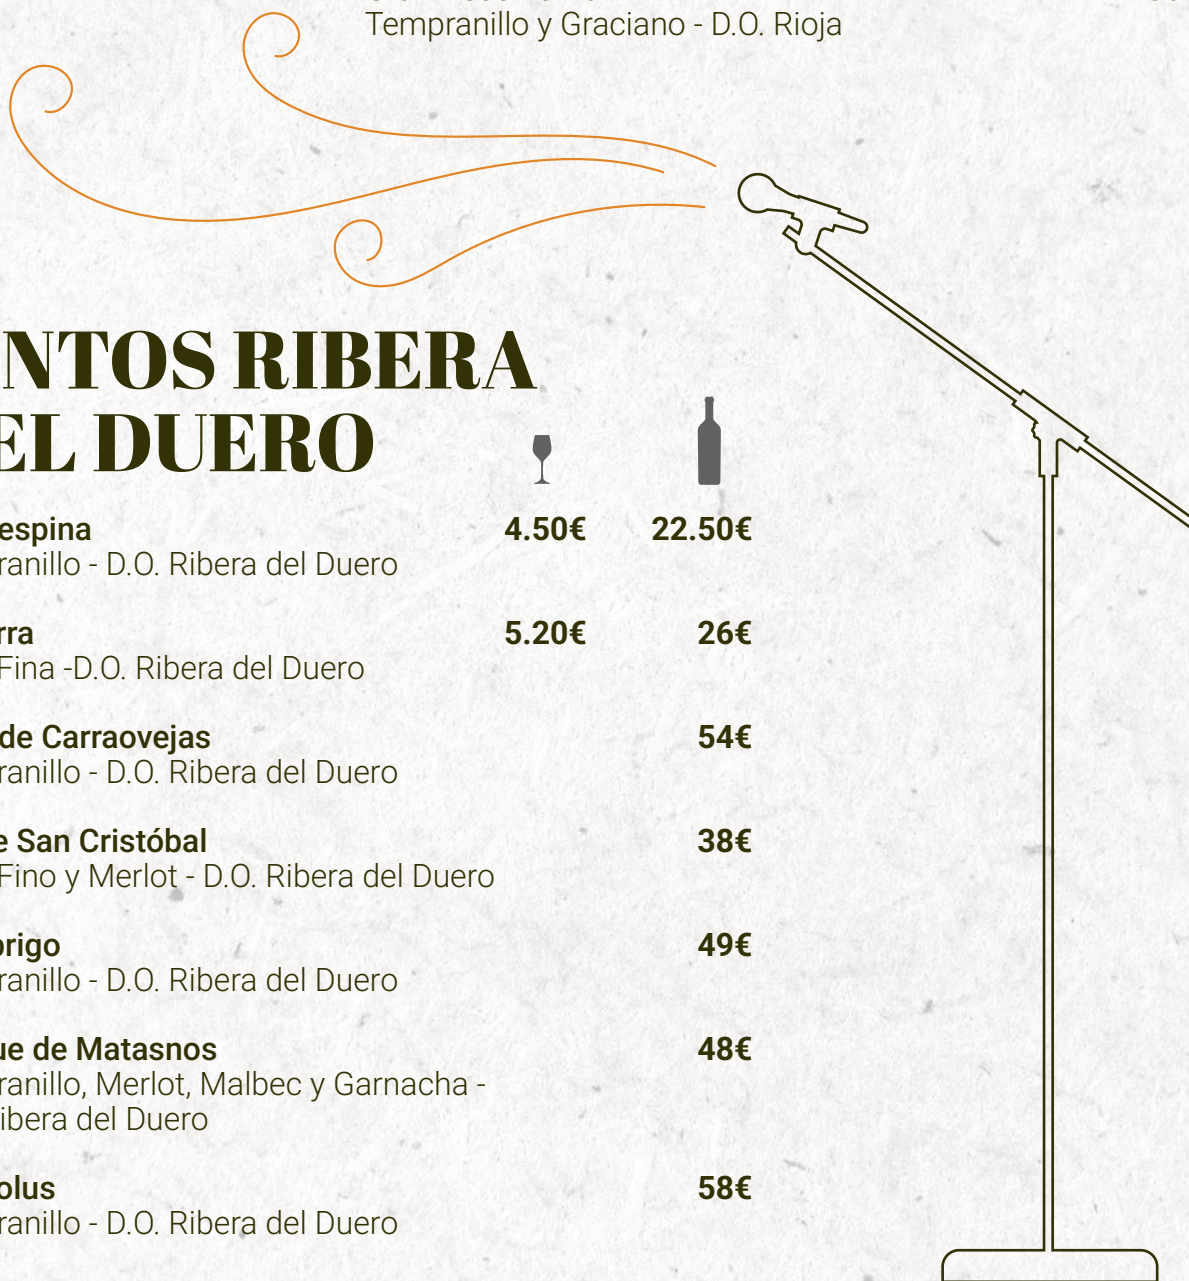 Tempranillo y Graciano - D.O. Rioja
NTOS RIBERA
EL DUERO
espina 4.50€ 22.50€
ranillo - D.O. Ribera del Duero
rra 5.20€ 26€
Fina -D.O. Ribera del Duero
de Carraovejas 54€
ranillo - D.O. Ribera del Duero
e San Cristóbal 38€
Fino y Merlot - D.O. Ribera del Duero
origo 49€
ranillo - D.O. Ribera del Duero
ue de Matasnos 48€
ranillo, Merlot, Malbec y Garnacha -
ibera del Duero
olus 58€
ranillo - D.O. Ribera del Duero